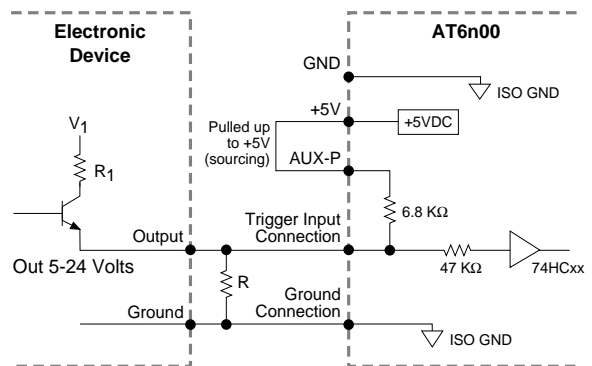 Electronic
Device
AT6n00
GND
ISO GND
+5V
+5VDC
Pulled up
to +5V
(sourcing)
AUX-P
V1
R1
6.8 KΩ
Output
Trigger Input
Connection
Out 5-24 Volts
R
47 KΩ
74HCxx
Ground
Ground
Connection
ISO GND